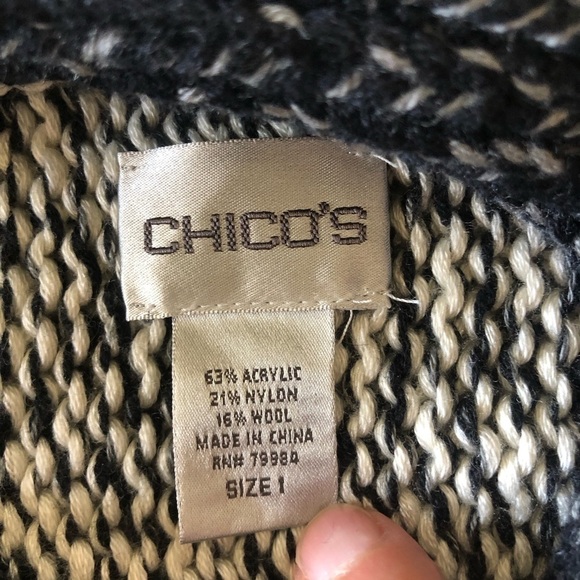 CHICO'S
63% ACRYLIC
21% NYLON
16% WOOL
MADE IN CHINA
RN# 79984
SIZE 1